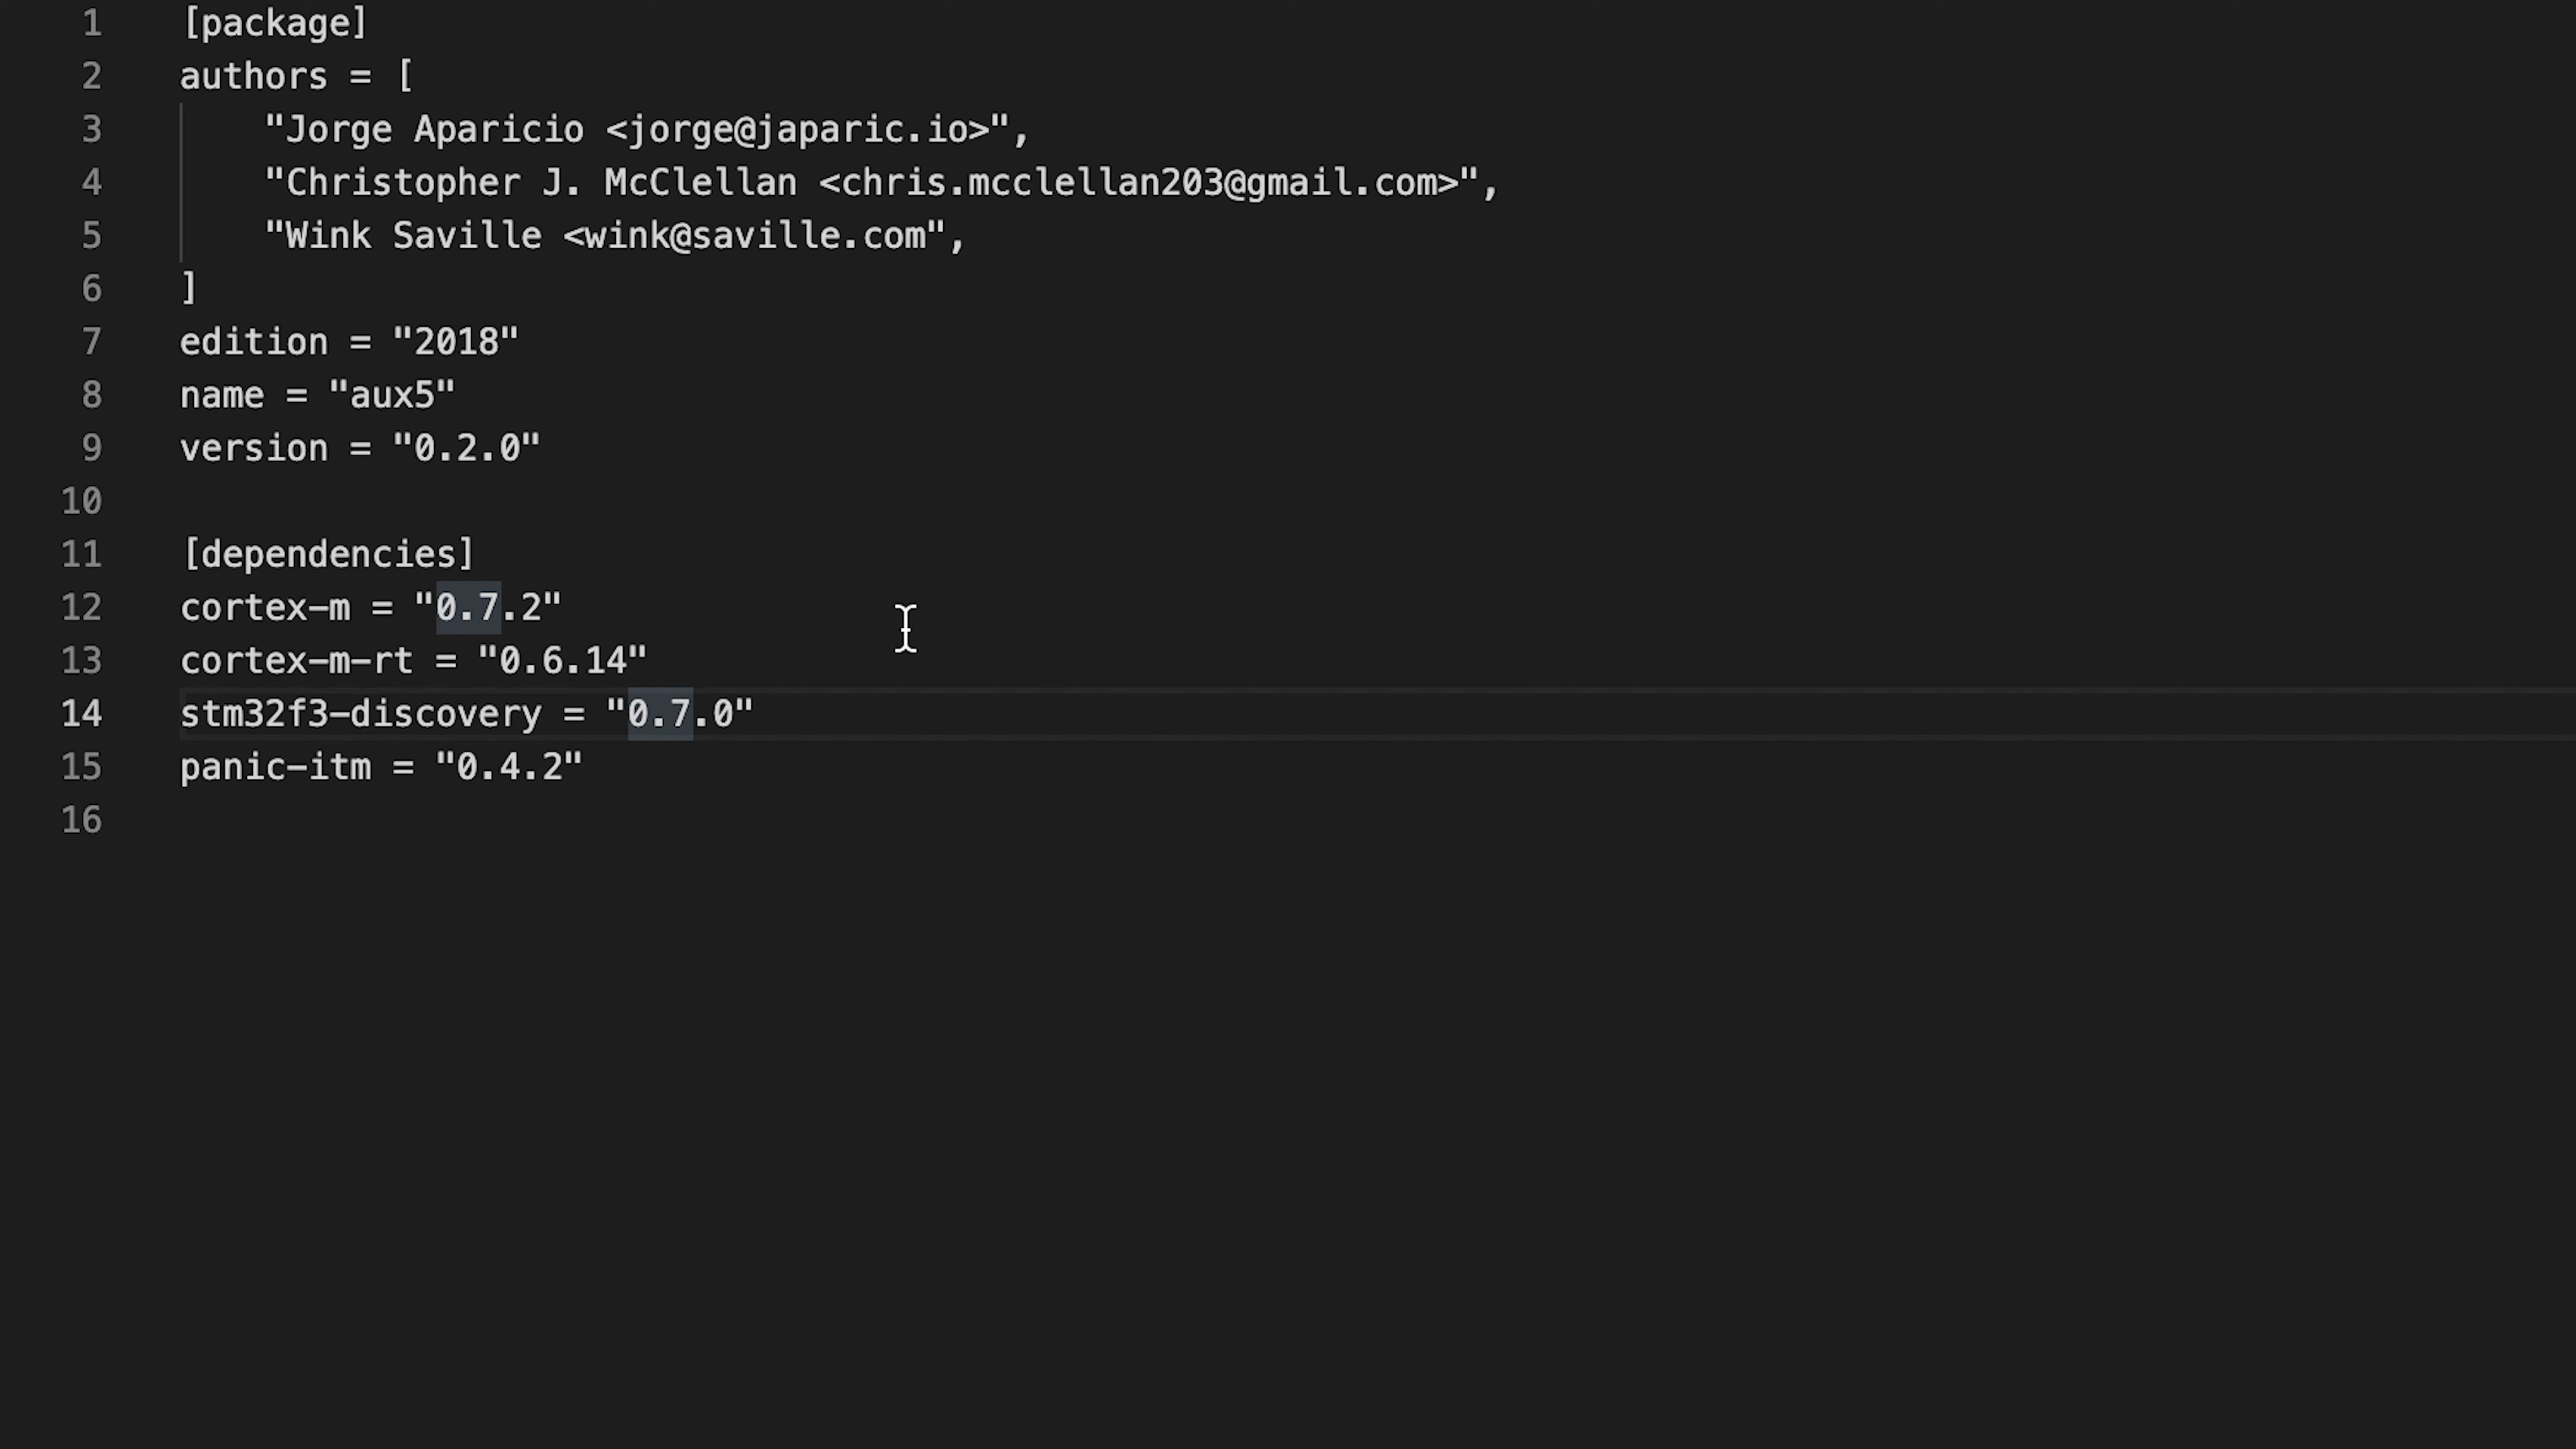 1 [package]
2 authors = [
3 "Jorge Aparicio <jorge@japaric.io>",
4 "Christopher J. McClellan <chris.mcclellan203@gmail.com>",
5 "Wink Saville <wink@saville.com",
6 ]
7 edition = "2018"
8 name = "aux5"
9 version = "0.2.0"
10
11 [dependencies]
12 cortex-m = "0.7.2"
13 cortex-m-rt = "0.6.14"
14 stm32f3-discovery = "0.7.0"
15 panic-itm = "0.4.2"
16